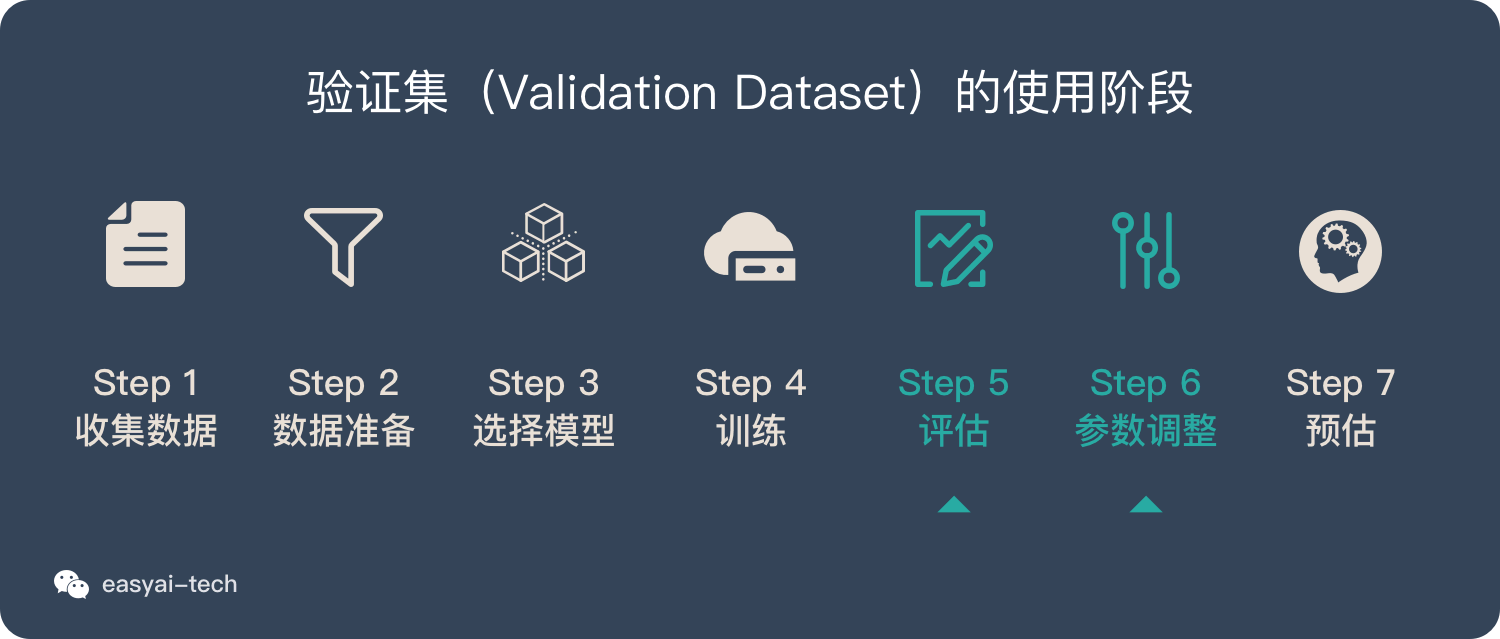 验证集（Validation Dataset）的使用阶段
Step 1
收集数据
Step 2
数据准备
Step 3
选择模型
Step 4
训练
Step 5
评估
Step 6
参数调整
Step 7
预估
easyai-tech